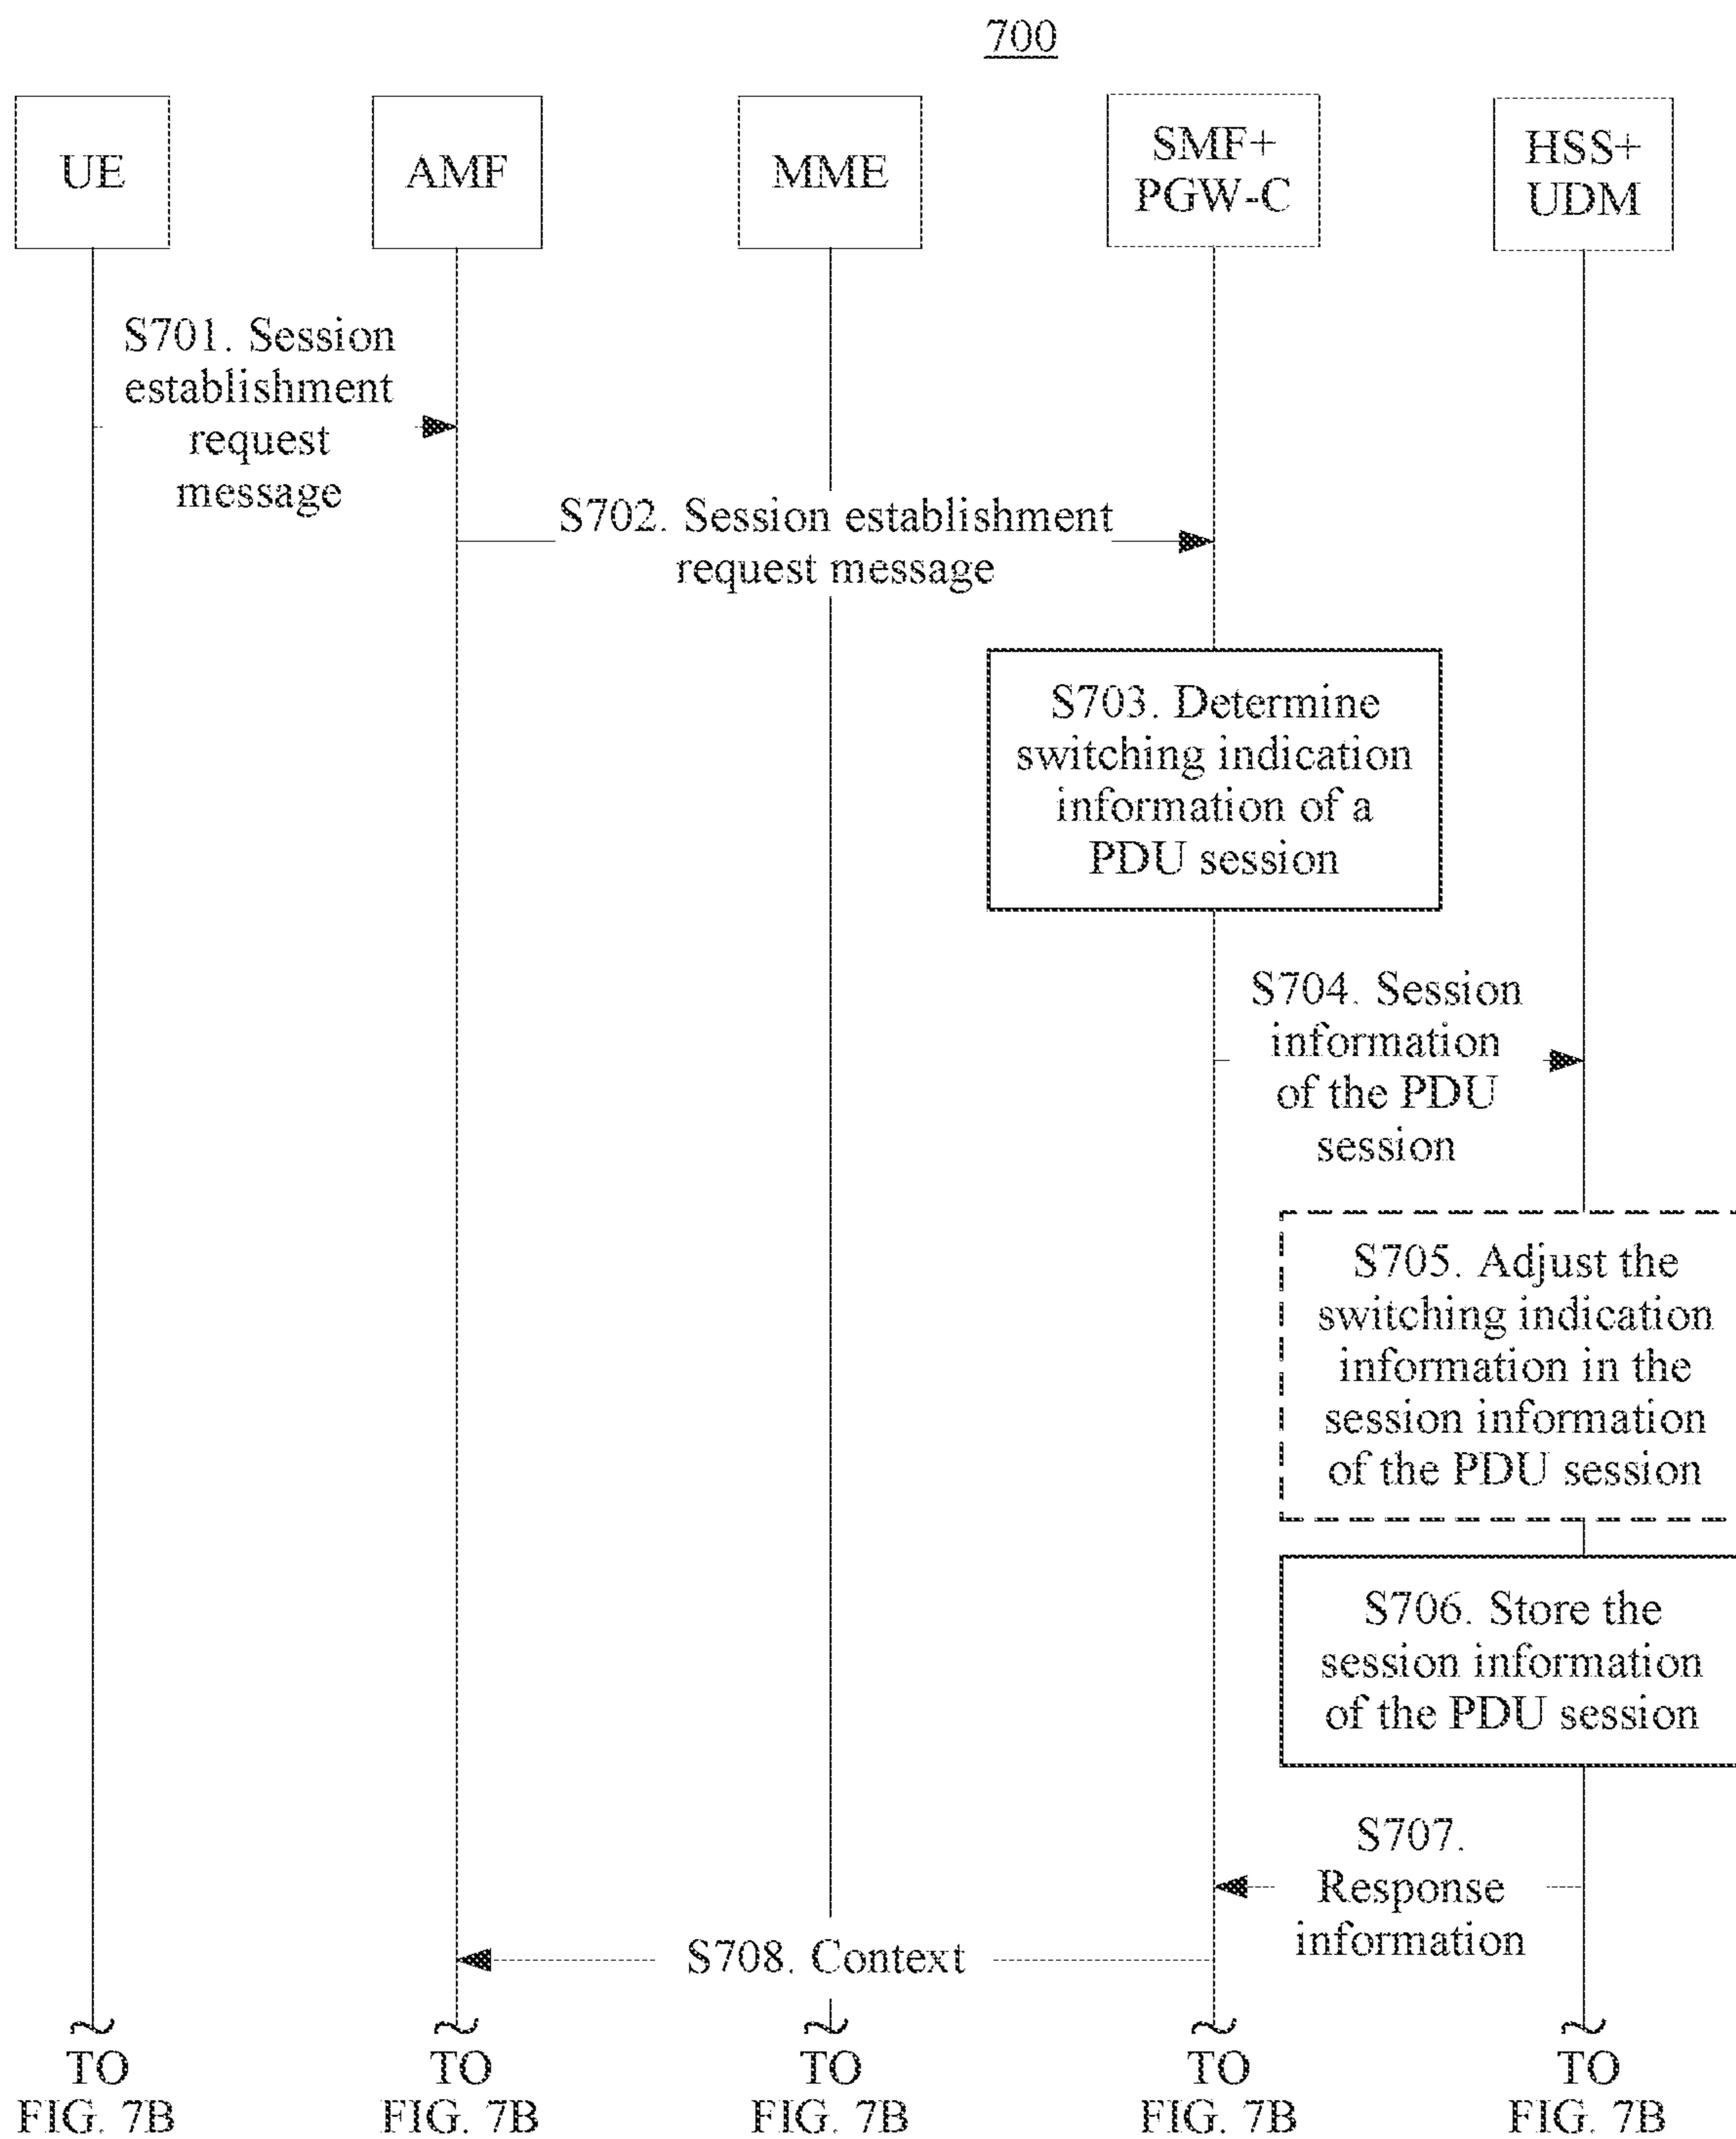 700
UE
AMF
MME
SMF+
PGW-C
HSS+
UDM
S701. Session
establishment
request
message
S702. Session establishment
request message
S703. Determine
switching indication
information of a
PDU session
S704. Session
information
of the PDU
session
S705. Adjust the
switching indication
information in the
session information
of the PDU session
S706. Store the
session information
of the PDU session
S707.
Response
information
S708. Context
TO
FIG. 7B
TO
FIG. 7B
TO
FIG. 7B
TO
FIG. 7B
TO
FIG. 7B